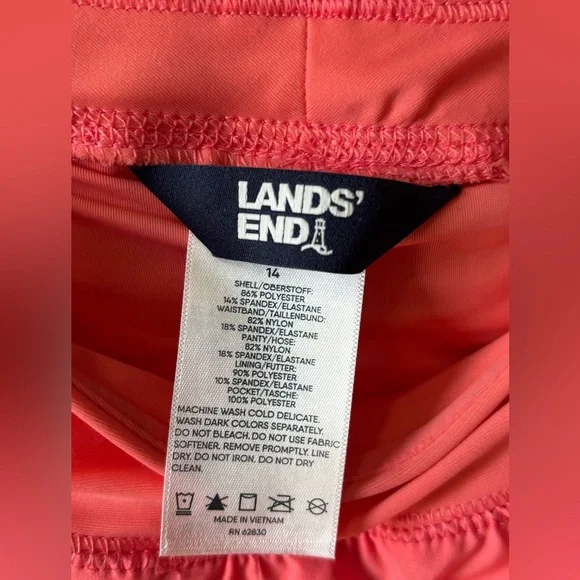 LANDS'
END
14
SHELL/OBERSTOFF:
86% POLYESTER
14% SPANDEX/ELASTANE
WAISTBAND/TAILLENBUND:
82% NYLON
18% SPANDEX/ELASTANE
PANTY/HOSE:
82% NYLON
18% SPANDEX/ELASTANE
LINING/FUTTER:
90% POLYESTER
10% SPANDEX/ELASTANE
POCKET/TASCHE:
100% POLYESTER
MACHINE WASH COLD DELICATE.
WASH DARK COLORS SEPARATELY.
DO NOT BLEACH. DO NOT USE FABRIC
SOFTENER. REMOVE PROMPTLY. LINE
DRY. DO NOT IRON. DO NOT DRY
CLEAN.
MADE IN VIETNAM
RN 62830